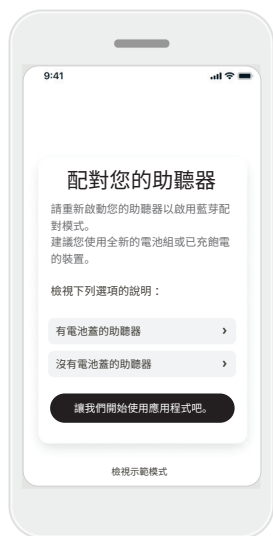 9:41
配對您的助聽器
請重新啟動您的助聽器以啟用藍芽配
對模式。
建議您使用全新的電池組或已充飽電
的裝置。
檢視下列選項的說明：
有電池蓋的助聽器
沒有電池蓋的助聽器
讓我們開始使用應用程式吧。
檢視示範模式